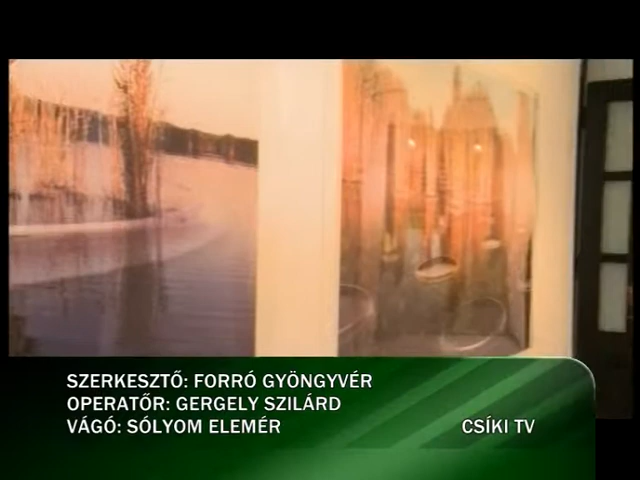 SZERKESZTŐ: FORRÓ GYÖNGYVÉR
OPERATŐR: GERGELY SZILÁRD
VÁGÓ: SÓLYOM ELEMÉR
CSÍKI TV